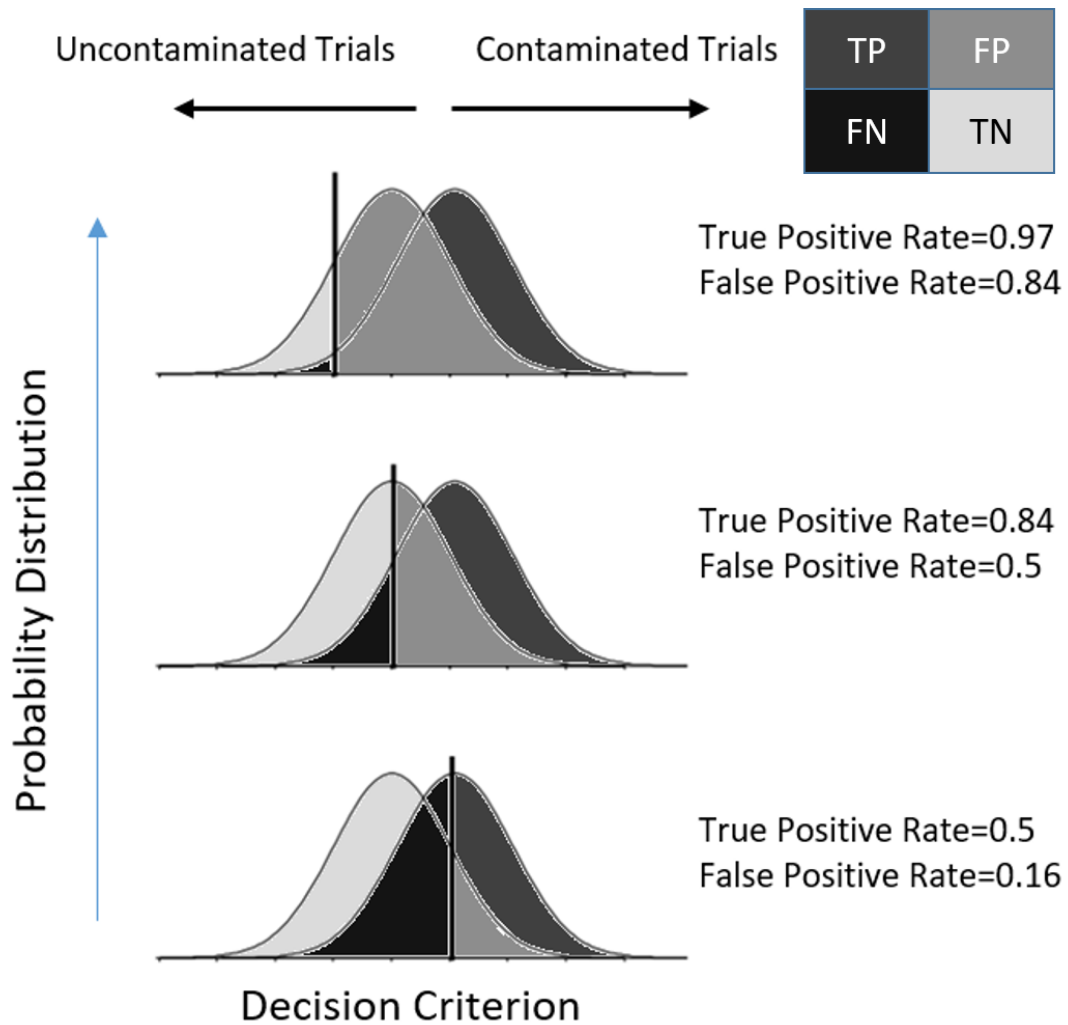 Uncontaminated Trials
Contaminated Trials
TP
FP
FN
TN
True Positive Rate=0.97
False Positive Rate=0.84
True Positive Rate=0.84
False Positive Rate=0.5
True Positive Rate=0.5
False Positive Rate=0.16
Probability Distribution
Decision Criterion